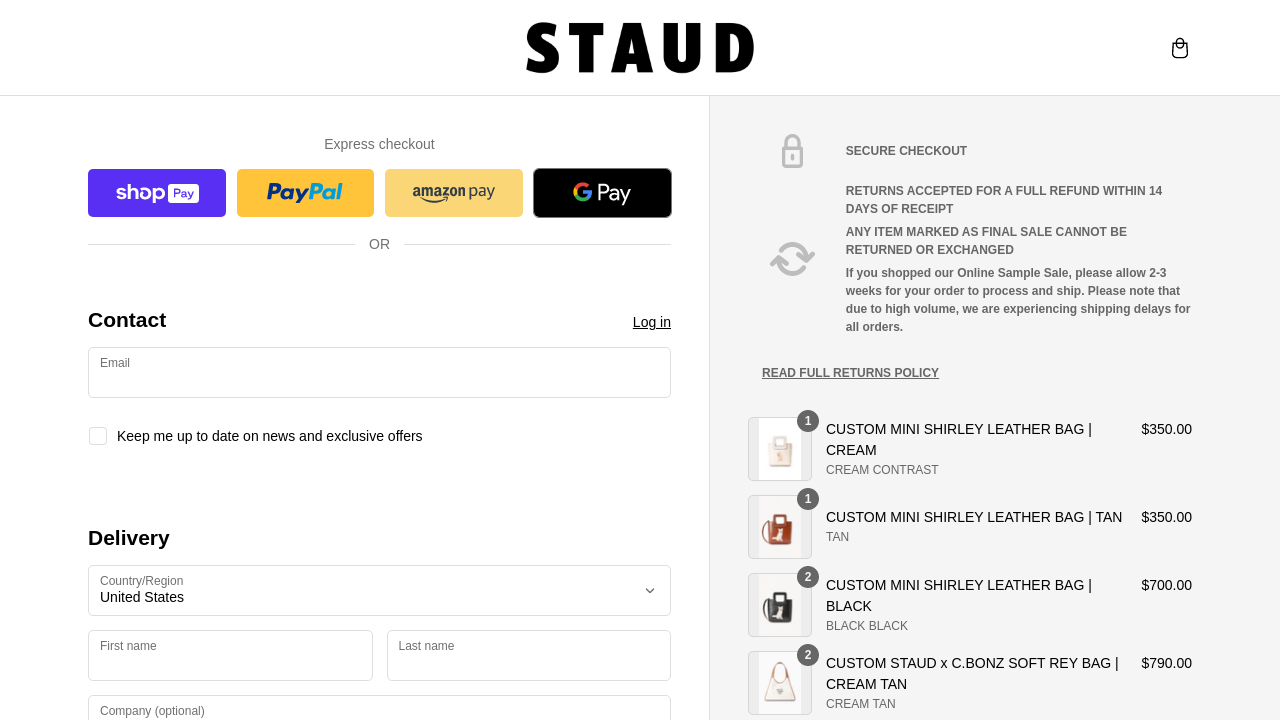 STAUD
Express checkout
shop Pay
PayPal
amazon pay
G Pay
OR
Contact
Log in
Email
Keep me up to date on news and exclusive offers
Delivery
Country/Region
United States
First name
Last name
Company (optional)
SECURE CHECKOUT
RETURNS ACCEPTED FOR A FULL REFUND WITHIN 14
DAYS OF RECEIPT
ANY ITEM MARKED AS FINAL SALE CANNOT BE
RETURNED OR EXCHANGED
If you shopped our Online Sample Sale, please allow 2-3
weeks for your order to process and ship. Please note that
due to high volume, we are experiencing shipping delays for
all orders.
READ FULL RETURNS POLICY
1
CUSTOM MINI SHIRLEY LEATHER BAG |
CREAM
CREAM CONTRAST
$350.00
1
CUSTOM MINI SHIRLEY LEATHER BAG | TAN
TAN
$350.00
2
CUSTOM MINI SHIRLEY LEATHER BAG |
BLACK
BLACK BLACK
$700.00
2
CUSTOM STAUD x C.BONZ SOFT REY BAG |
CREAM TAN
CREAM TAN
$790.00